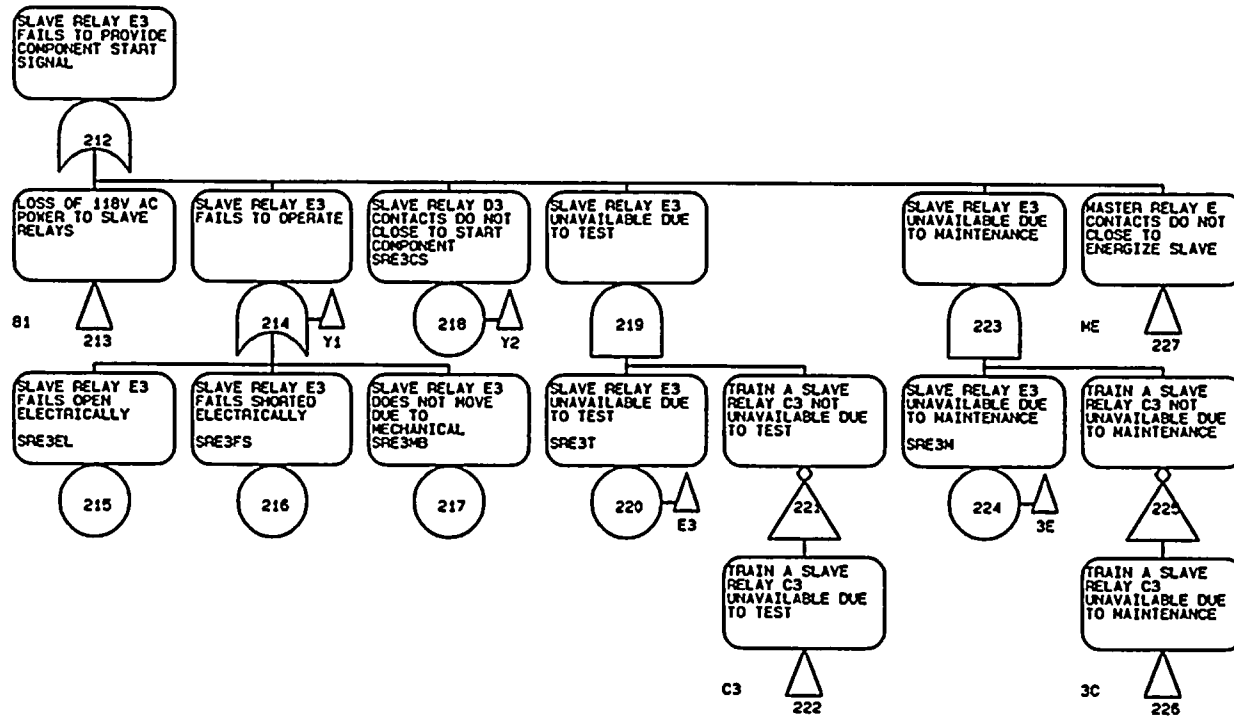 SLAVE RELAY E3
FAILS TO PROVIDE
COMPONENT START
SIGNAL
212
LOSS OF 118V AC
POWER TO SLAVE
RELAYS
81
213
SLAVE RELAY E3
FAILS TO OPERATE
214
Y1
SLAVE RELAY D3
CONTACTS DO NOT
CLOSE TO START
COMPONENT
SRE3CS
218
Y2
SLAVE RELAY E3
UNAVAILABLE DUE
TO TEST
219
SLAVE RELAY E3
UNAVAILABLE DUE
TO MAINTENANCE
223
MASTER RELAY E
CONTACTS DO NOT
CLOSE TO
ENERGIZE SLAVE
ME
227
SLAVE RELAY E3
FAILS OPEN
ELECTRICALLY
SRE3EL
215
SLAVE RELAY E3
FAILS SHORTED
ELECTRICALLY
SRE3FS
216
SLAVE RELAY E3
DOES NOT MOVE
DUE TO
MECHANICAL
SRE3MB
217
SLAVE RELAY E3
UNAVAILABLE DUE
TO TEST
SRE3T
220
E3
TRAIN A SLAVE
RELAY C3 NOT
UNAVAILABLE DUE
TO TEST
221
SLAVE RELAY E3
UNAVAILABLE DUE
TO MAINTENANCE
SRE3M
224
3E
TRAIN A SLAVE
RELAY C3 NOT
UNAVAILABLE DUE
TO MAINTENANCE
225
TRAIN A SLAVE
RELAY C3
UNAVAILABLE DUE
TO TEST
C3
222
TRAIN A SLAVE
RELAY C3
UNAVAILABLE DUE
TO MAINTENANCE
3C
226